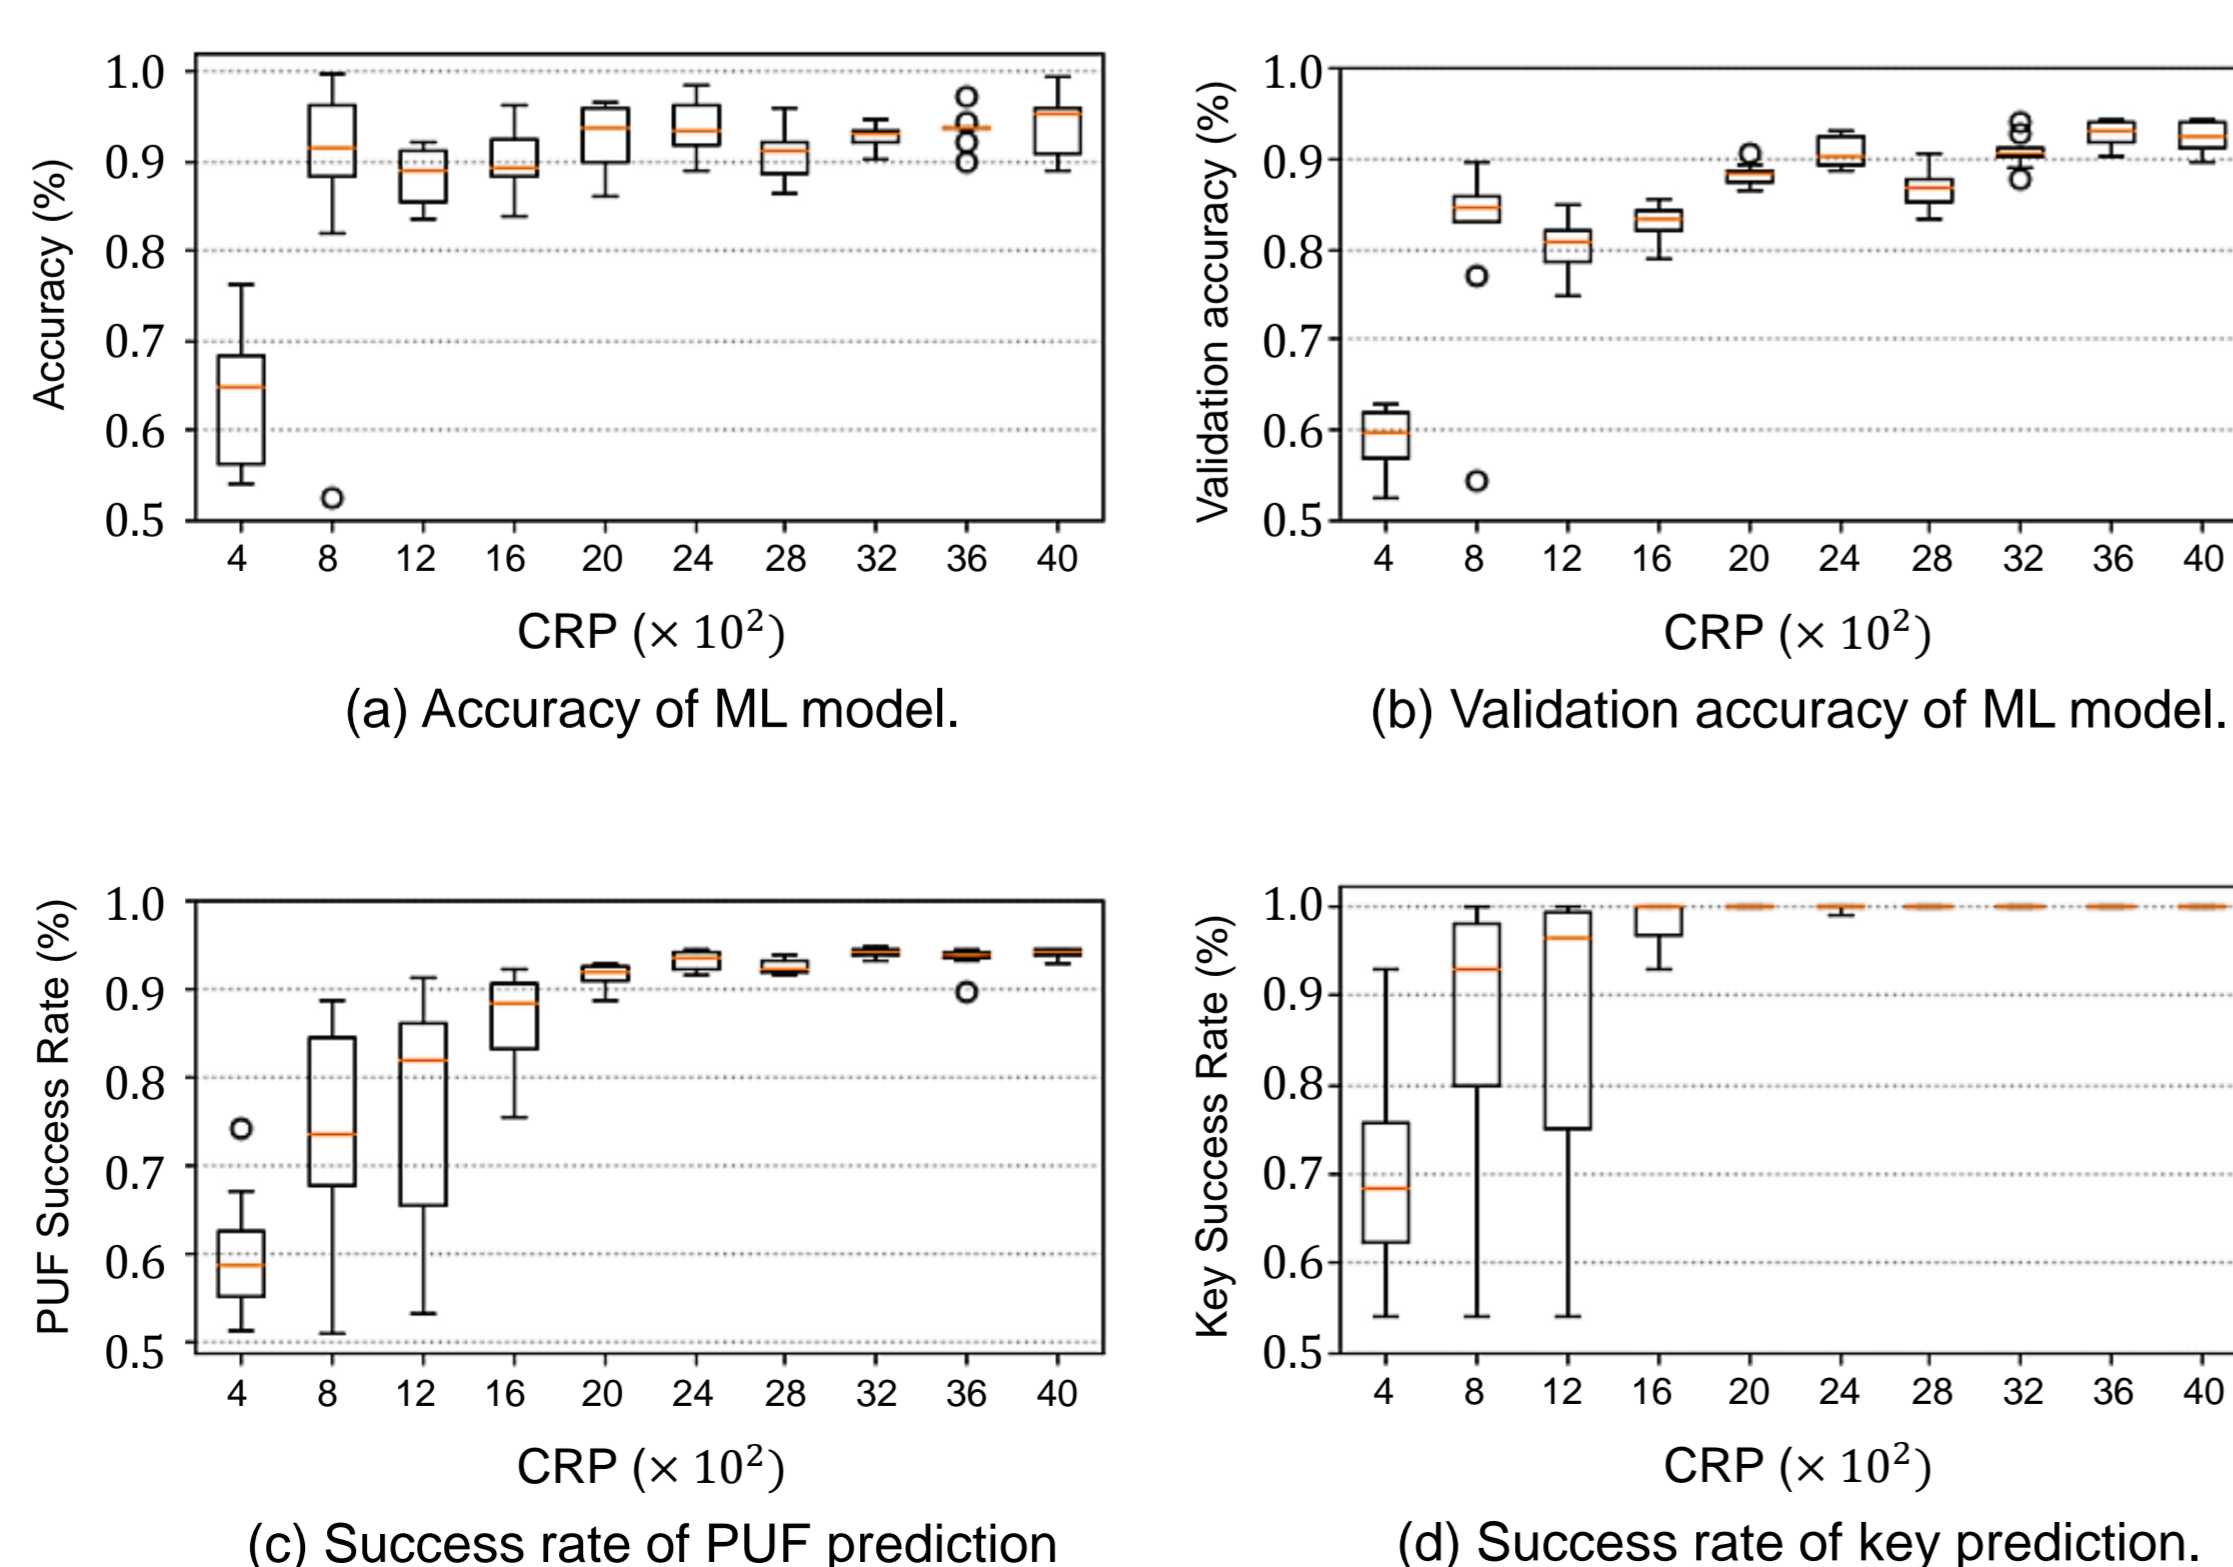 1.0
0.9
0.8
0.7
0.6
0.5
Accuracy (%)
4 8 12 16 20 24 28 32 36 40
CRP (× 10²)
(a) Accuracy of ML model.
1.0
0.9
0.8
0.7
0.6
0.5
Validation accuracy (%)
4 8 12 16 20 24 28 32 36 40
CRP (× 10²)
(b) Validation accuracy of ML model.
1.0
0.9
0.8
0.7
0.6
0.5
PUF Success Rate (%)
4 8 12 16 20 24 28 32 36 40
CRP (× 10²)
(c) Success rate of PUF prediction
1.0
0.9
0.8
0.7
0.6
0.5
Key Success Rate (%)
4 8 12 16 20 24 28 32 36 40
CRP (× 10²)
(d) Success rate of key prediction.